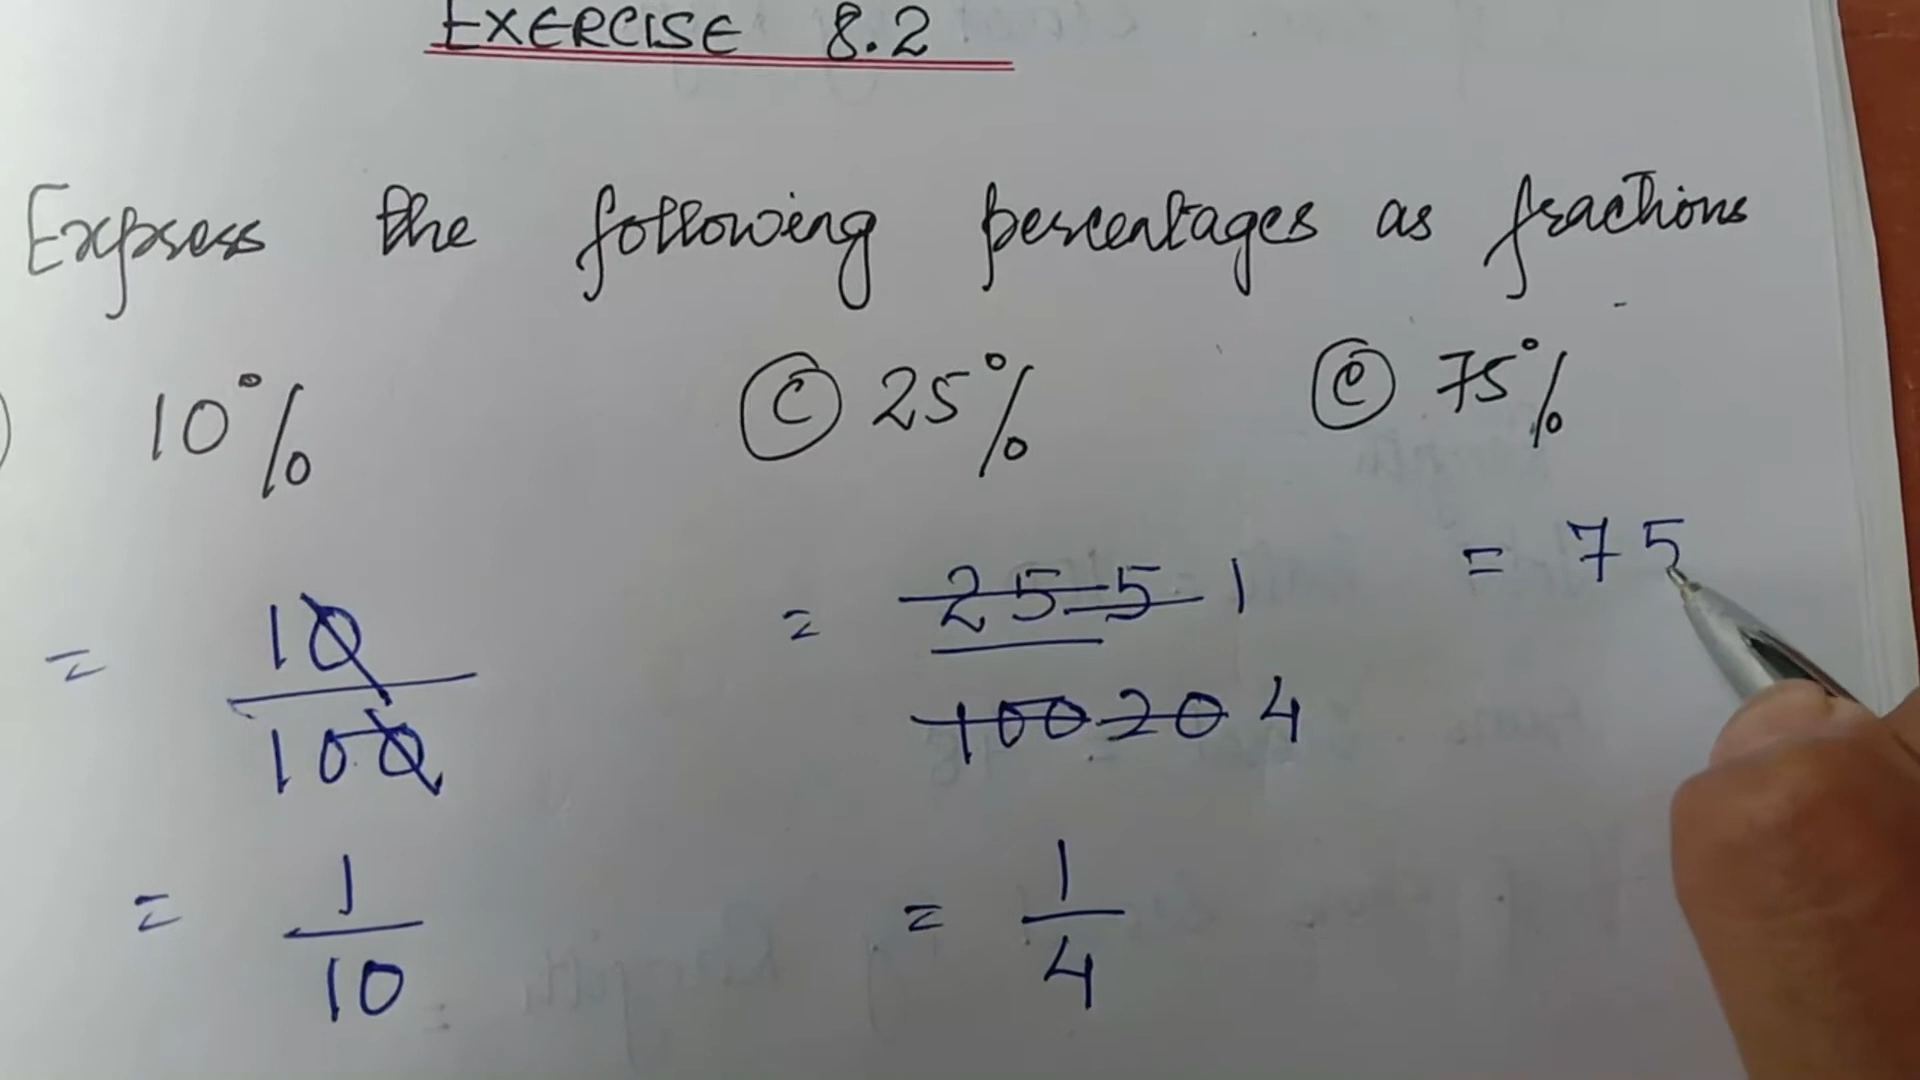 EXERCISE 8.2
Express the following percentages as fractions
10% (c) 25% (e) 75%
= 10/100 = 25 5 1 / 100 20 4 = 75
= 1/10 = 1/4